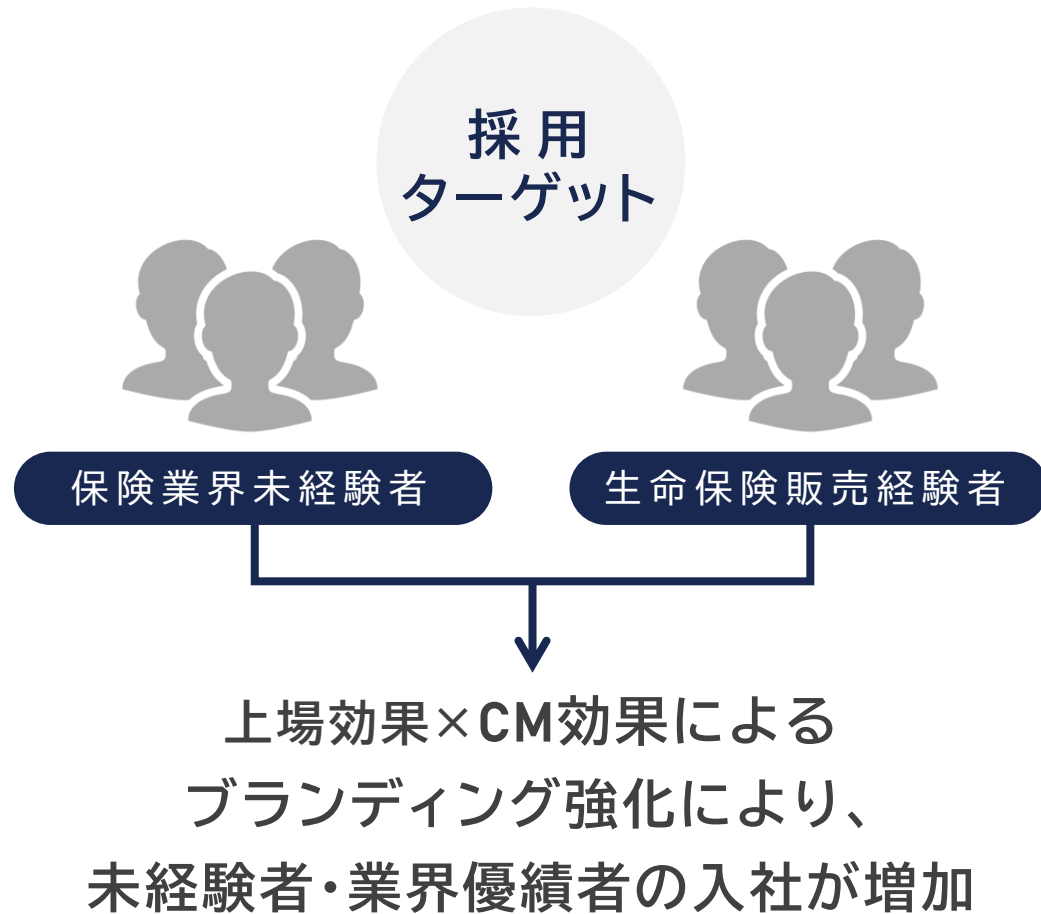 採用
ターゲット
保険業界未経験者
生命保険販売経験者
上場効果×CM効果による
ブランディング強化により、
未経験者・業界優績者の入社が増加